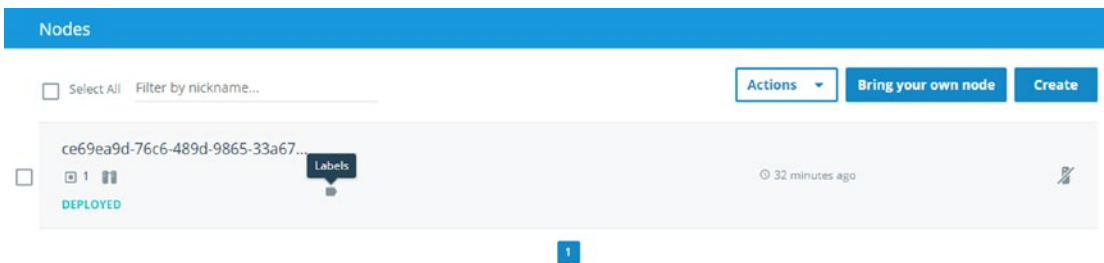 Nodes
Select All Filter by nickname... Actions Bring your own node Create
ce69ea9d-76c6-489d-9865-33a67...
Labels
1 32 minutes ago
DEPLOYED
1